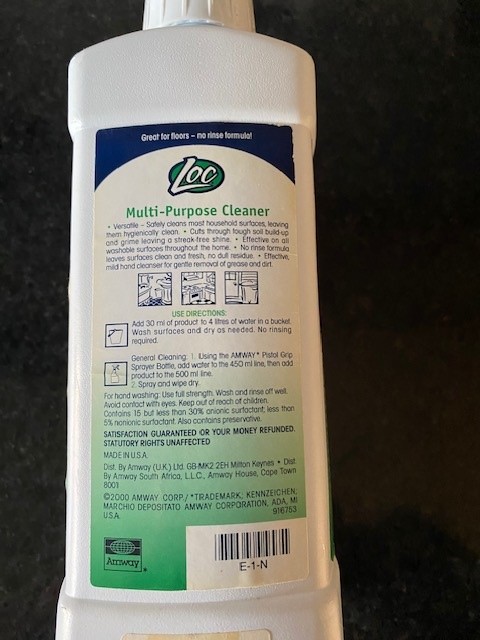 Great for floors – no rinse formula!
Loc
Multi-Purpose Cleaner
• Versatile – Safely cleans most household surfaces, leaving
them hygienically clean. • Cuts through tough soil build-up
and grime leaving a streak-free shine. • Effective on all
washable surfaces throughout the home. • No rinse formula
leaves surfaces clean and fresh, no dull residue. • Effective,
mild hand cleanser for gentle removal of grease and dirt.
USE DIRECTIONS:
Add 30 ml of product to 4 litres of water in a bucket.
Wash surfaces and dry as needed. No rinsing
required.
General Cleaning: 1. Using the AMWAY* Pistol Grip
Sprayer Bottle, add water to the 450 ml line, then add
product to the 500 ml line.
2. Spray and wipe dry.
For hand washing: Use full strength. Wash and rinse off well.
Avoid contact with eyes. Keep out of reach of children.
Contains 15 but less than 30% anionic surfactant; less than
5% nonionic surfactant. Also contains preservative.
SATISFACTION GUARANTEED OR YOUR MONEY REFUNDED.
STATUTORY RIGHTS UNAFFECTED
MADE IN U.S.A.
Dist. By Amway (U.K.) Ltd. GB-MK2 2EH Milton Keynes • Dist.
By Amway South Africa, L.L.C., Amway House, Cape Town
8001
©2000 AMWAY CORP./ *TRADEMARK; KENNZEICHEN;
MARCHIO DEPOSITATO AMWAY CORPORATION, ADA, MI
U.S.A. 916753
Amway®
E-1-N